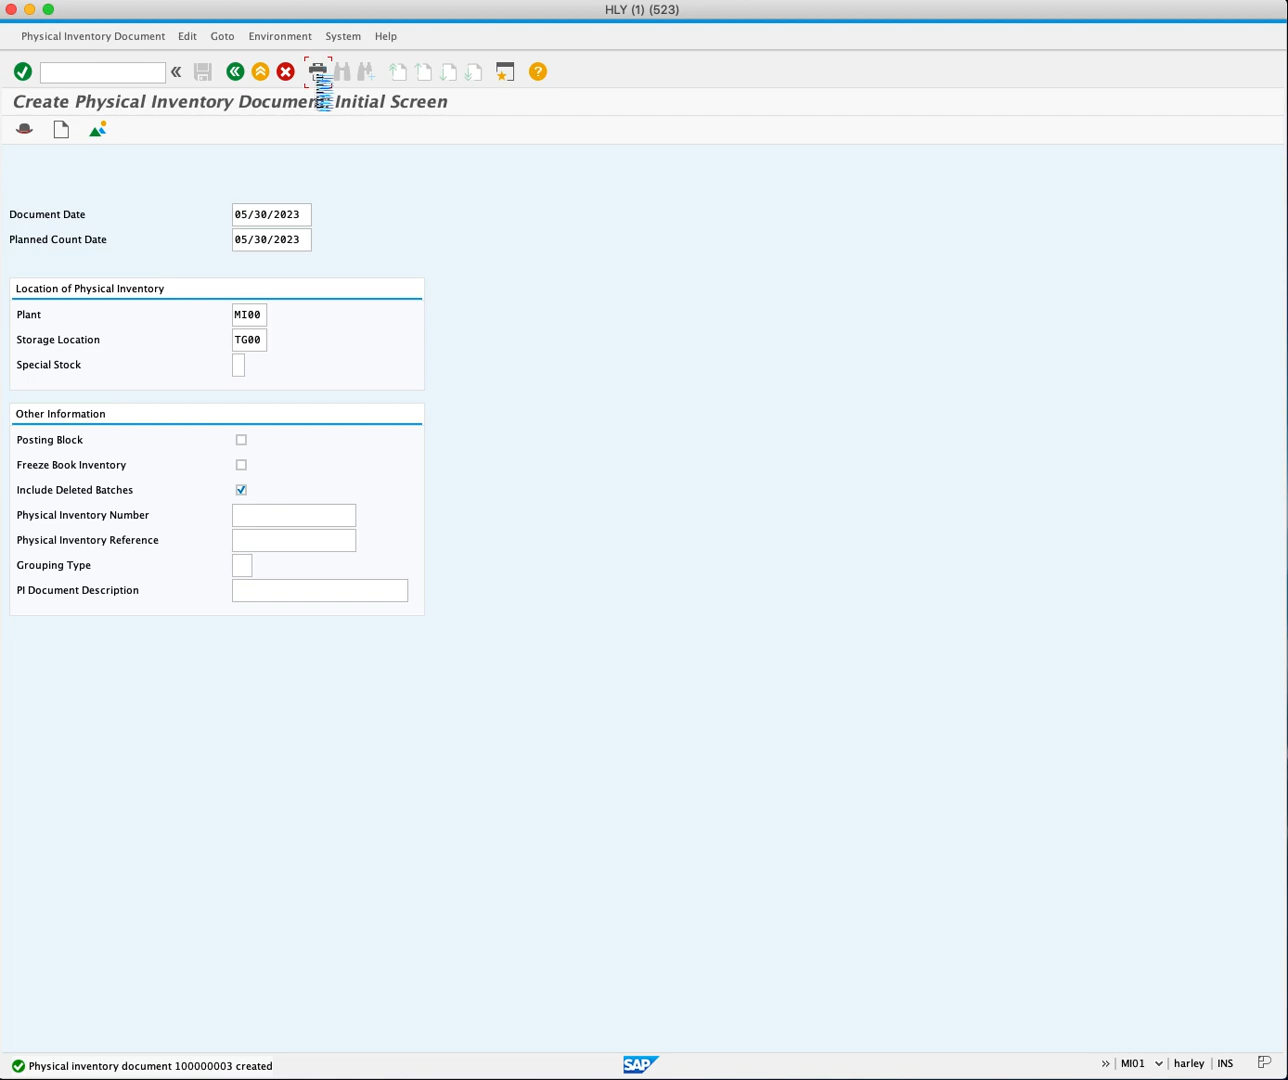 HLY (1) (523)
Physical Inventory Document Edit Goto Environment System Help
Create Physical Inventory Document: Initial Screen
Document Date 05/30/2023
Planned Count Date 05/30/2023
Location of Physical Inventory
Plant MI00
Storage Location TG00
Special Stock
Other Information
Posting Block
Freeze Book Inventory
Include Deleted Batches
Physical Inventory Number
Physical Inventory Reference
Grouping Type
PI Document Description
Physical inventory document 100000003 created SAP MI01 harley INS